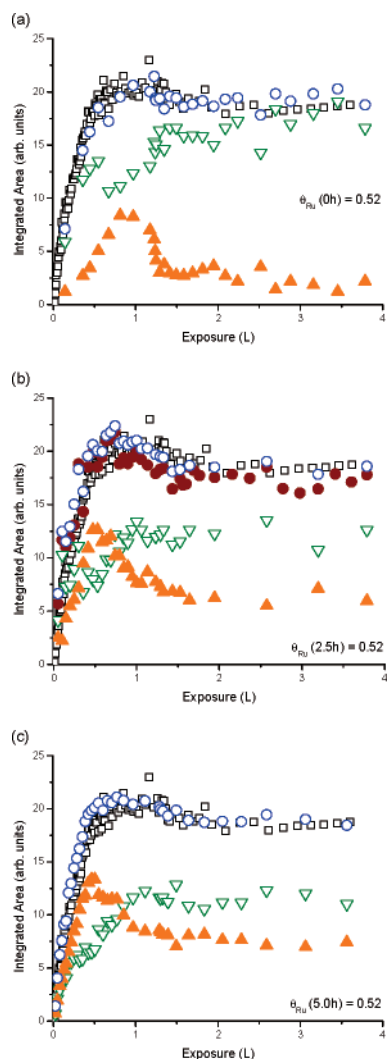 (a)
25
20
15
10
5
0
Integrated Area (arb. units)
θRu (0h) = 0.52
0 1 2 3 4
Exposure (L)
(b)
25
20
15
10
5
0
Integrated Area (arb. units)
θRu (2.5h) = 0.52
0 1 2 3 4
Exposure (L)
(c)
25
20
15
10
5
0
Integrated Area (arb. units)
θRu (5.0h) = 0.52
0 1 2 3 4
Exposure (L)